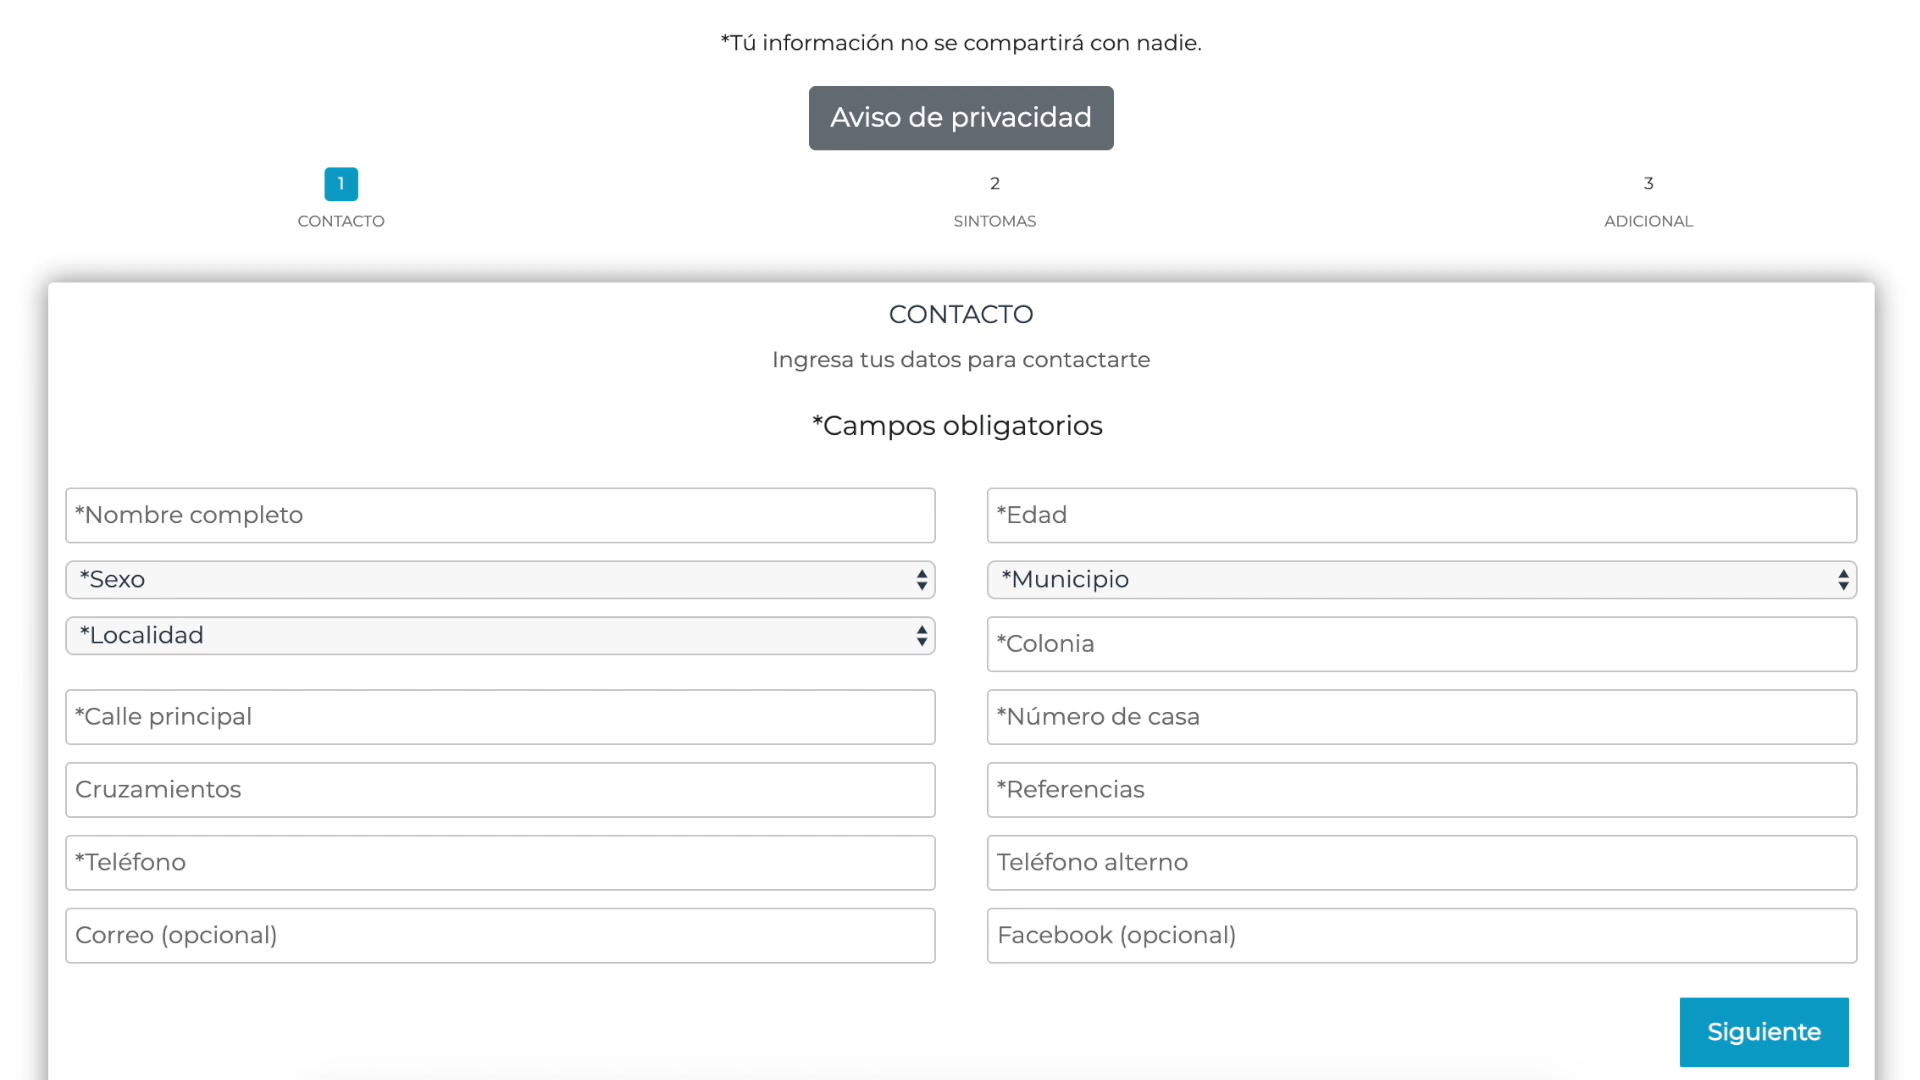 *Tú información no se compartirá con nadie.
Aviso de privacidad
1
CONTACTO
2
SINTOMAS
3
ADICIONAL
CONTACTO
Ingresa tus datos para contactarte
*Campos obligatorios
*Nombre completo
*Edad
*Sexo
*Municipio
*Localidad
*Colonia
*Calle principal
*Número de casa
Cruzamientos
*Referencias
*Teléfono
Teléfono alterno
Correo (opcional)
Facebook (opcional)
Siguiente